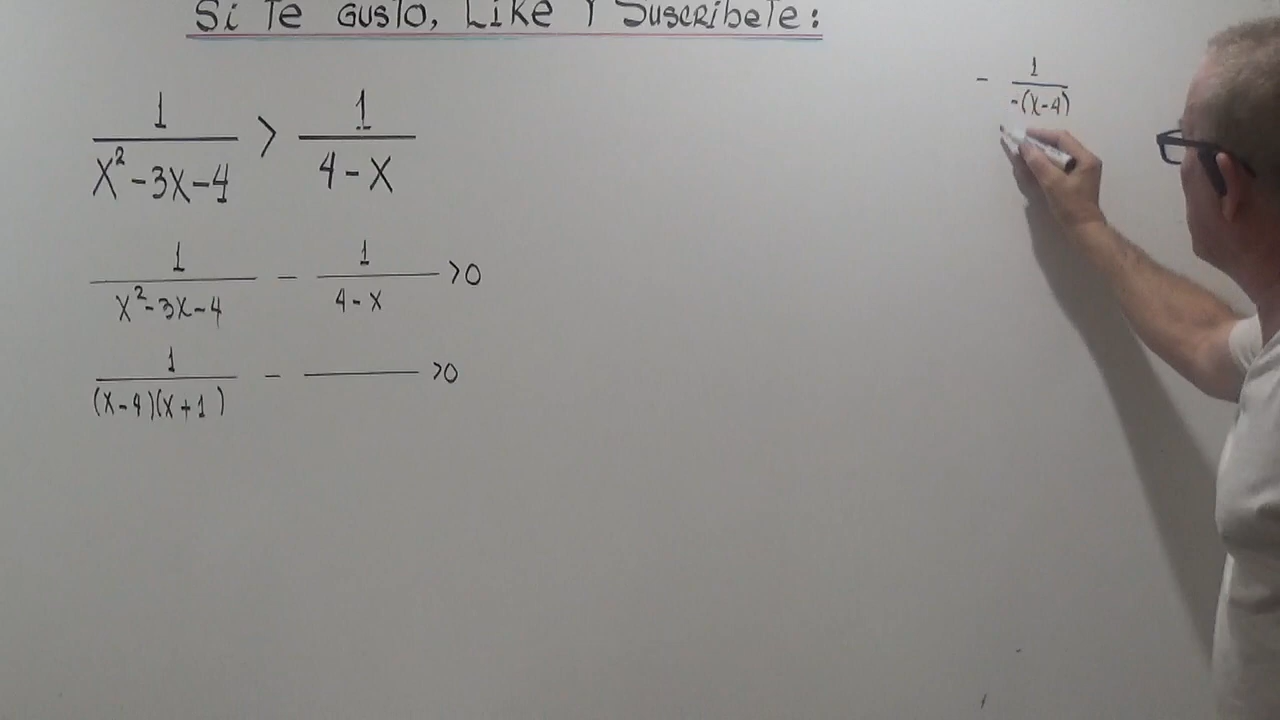 Si Te Gusto, Like Y Suscribete:
1/(x²-3x-4) > 1/(4-x)
1/(x²-3x-4) - 1/(4-x) >0
1/((x-4)(x+1)) - ——— >0
- 1/(-(x-4))